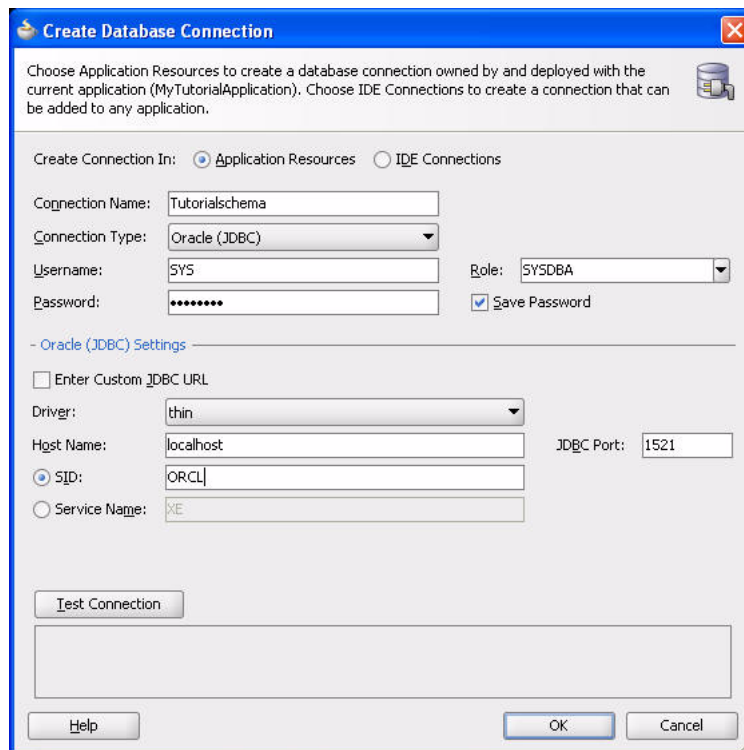 Create Database Connection
Choose Application Resources to create a database connection owned by and deployed with the
current application (MyTutorialApplication). Choose IDE Connections to create a connection that can
be added to any application.
Create Connection In: Application Resources IDE Connections
Connection Name: Tutorialschema
Connection Type: Oracle (JDBC)
Username: SYS Role: SYSDBA
Password: •••••••• Save Password
- Oracle (JDBC) Settings
Enter Custom JDBC URL
Driver: thin
Host Name: localhost JDBC Port: 1521
SID: ORCL
Service Name: XE
Test Connection
Help OK Cancel